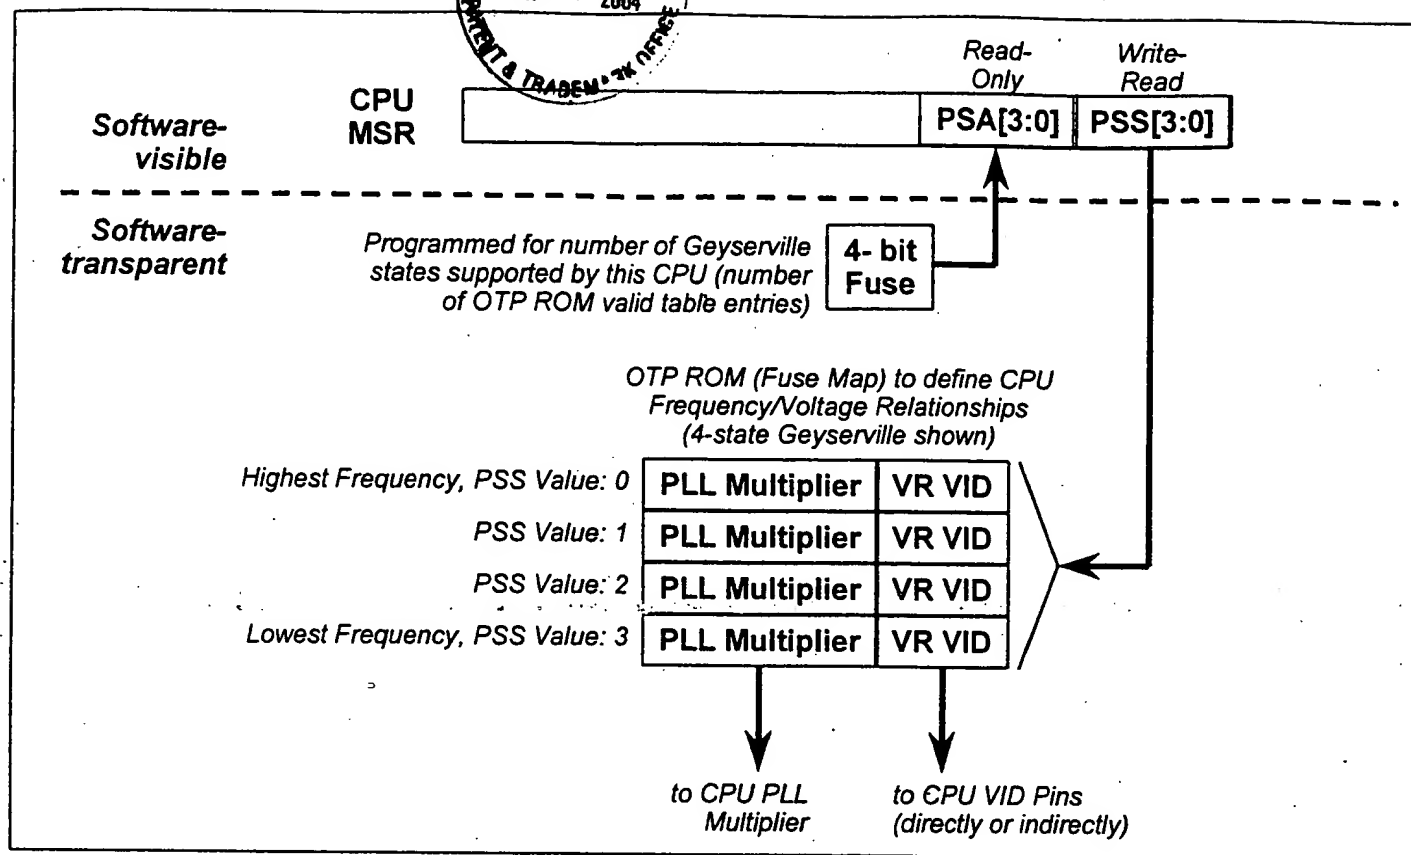 2004
PATENT & TRADEMARK OFFICE
Read-
Only
Write-
Read
CPU
MSR
PSA[3:0]
PSS[3:0]
Software-
visible
Software-
transparent
Programmed for number of Geyserville
states supported by this CPU (number
of OTP ROM valid table entries)
4- bit
Fuse
OTP ROM (Fuse Map) to define CPU
Frequency/Voltage Relationships
(4-state Geyserville shown)
Highest Frequency, PSS Value: 0
PLL Multiplier
VR VID
PSS Value: 1
PLL Multiplier
VR VID
PSS Value: 2
PLL Multiplier
VR VID
Lowest Frequency, PSS Value: 3
PLL Multiplier
VR VID
to CPU PLL
Multiplier
to CPU VID Pins
(directly or indirectly)